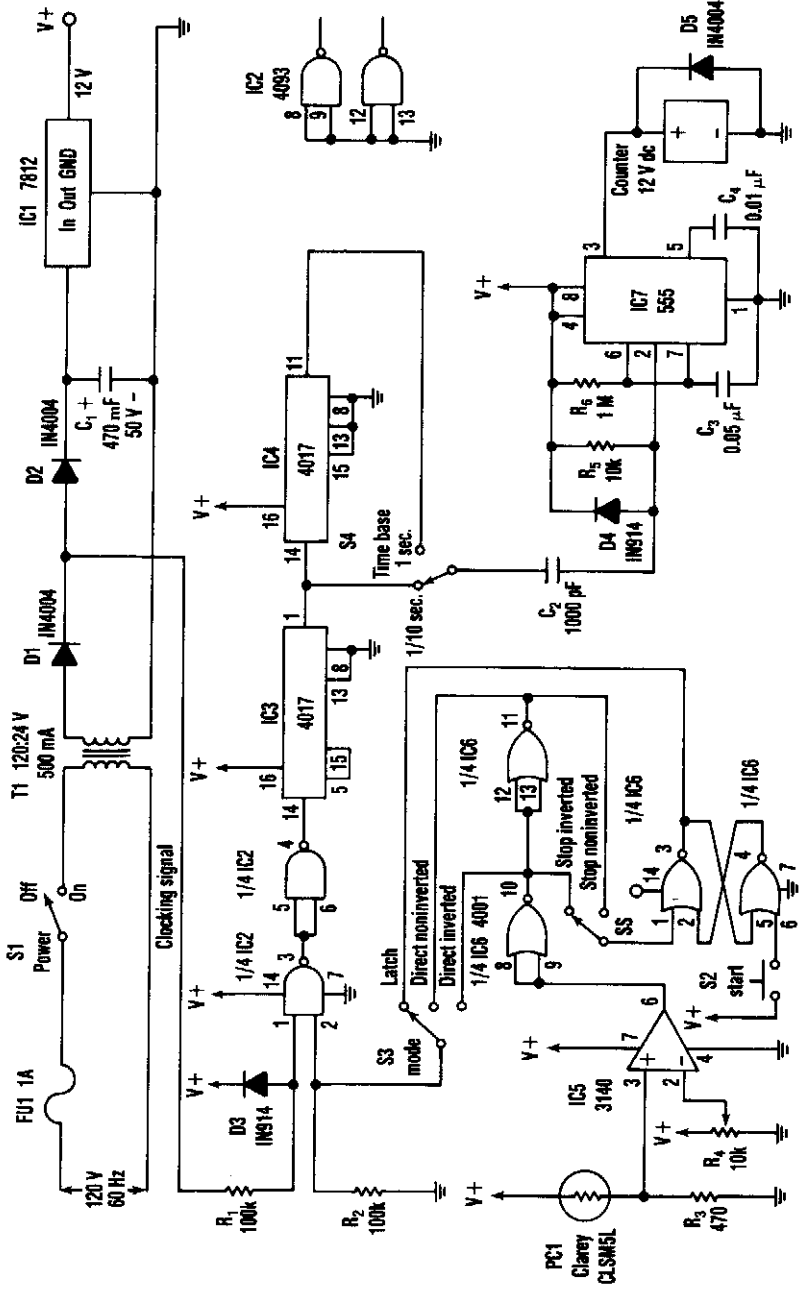 FU1 1A
S1
Power
Off
On
120 V
60 Hz
T1 120:24 V
500 mA
D1
IN4004
D2
IN4004
C1 +
470 mF
50 V −
IC1 7812
In Out GND
12 V
V+
Clocking signal
IC2
4093
8
9
12
13
R1
100k
V+
D3
IN914
R2
100k
V+
1/4 IC2
14
1
2
3
7
1/4 IC2
5
6
4
V+
16
IC3
14
4017
1
5
15
13
8
V+
16
IC4
14
4017
11
15
13
8
S4
Time base
1/10 sec.
1 sec.
C2
1000 pF
S3
mode
Latch
Direct noninverted
Direct inverted
1/4 IC6 4001
8
9
10
1/4 IC6
12
13
11
Stop inverted
Stop noninverted
SS
1/4 IC6
14
1
2
3
1/4 IC6
5
6
4
7
S2
start
V+
V+
PC1
Clarey
CLSM5L
R3
470
IC5
3140
V+
7
3
+
2
−
6
4
V+
R4
10k
D4
IN914
R5
10k
R6
1 M
C3
0.05 μF
V+
4
8
6
2
7
IC7
555
3
5
1
C4
0.01 μF
Counter
12 V dc
+
-
D5
IN4004